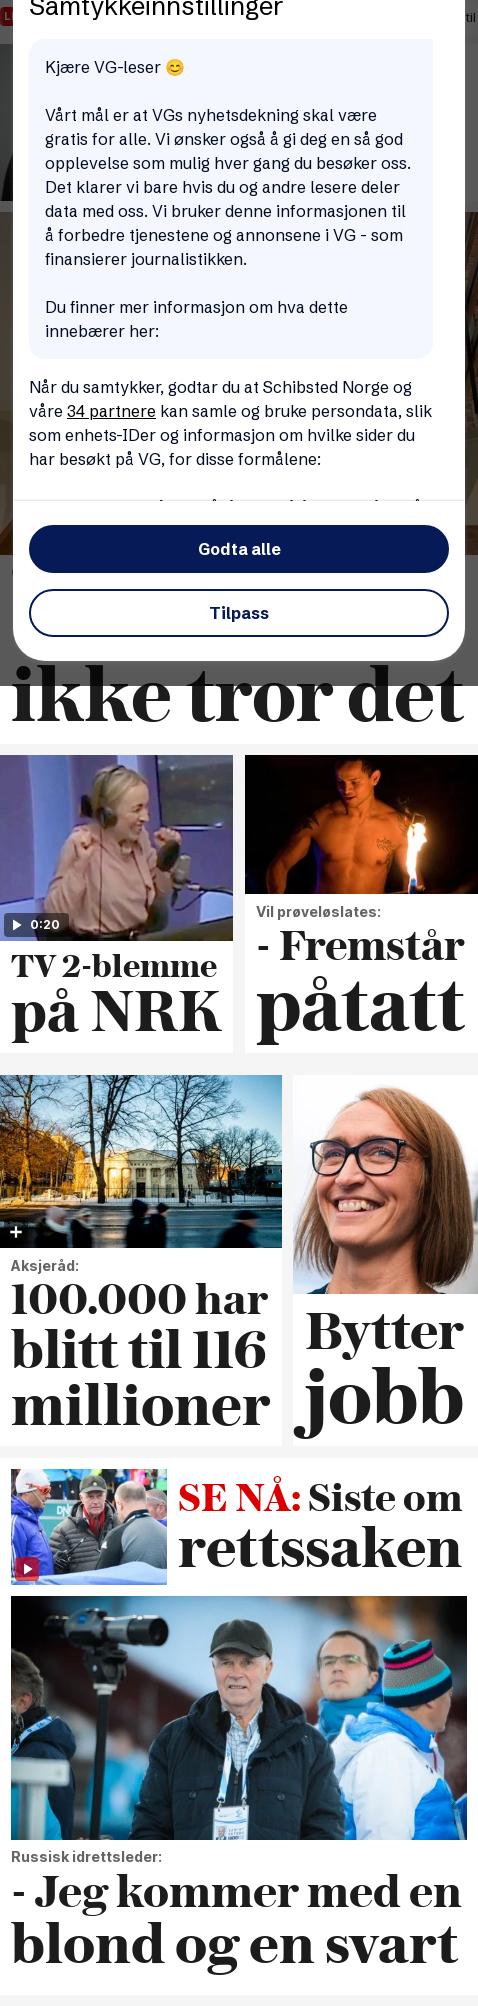 Samtykkeinnstillinger
til
Kjære VG-leser 😊
Vårt mål er at VGs nyhetsdekning skal være
gratis for alle. Vi ønsker også å gi deg en så god
opplevelse som mulig hver gang du besøker oss.
Det klarer vi bare hvis du og andre lesere deler
data med oss. Vi bruker denne informasjonen til
å forbedre tjenestene og annonsene i VG - som
finansierer journalistikken.
Du finner mer informasjon om hva dette
innebærer her:
Når du samtykker, godtar du at Schibsted Norge og
våre 34 partnere kan samle og bruke persondata, slik
som enhets-IDer og informasjon om hvilke sider du
har besøkt på VG, for disse formålene:
Godta alle
Tilpass
ikke tror det
0:20
TV 2-blemme
på NRK
Vil prøveløslates:
- Fremstår
påtatt
Aksjeråd:
100.000 har
blitt til 116
millioner
Bytter
jobb
SE NÅ: Siste om
rettssaken
Russisk idrettsleder:
- Jeg kommer med en
blond og en svart